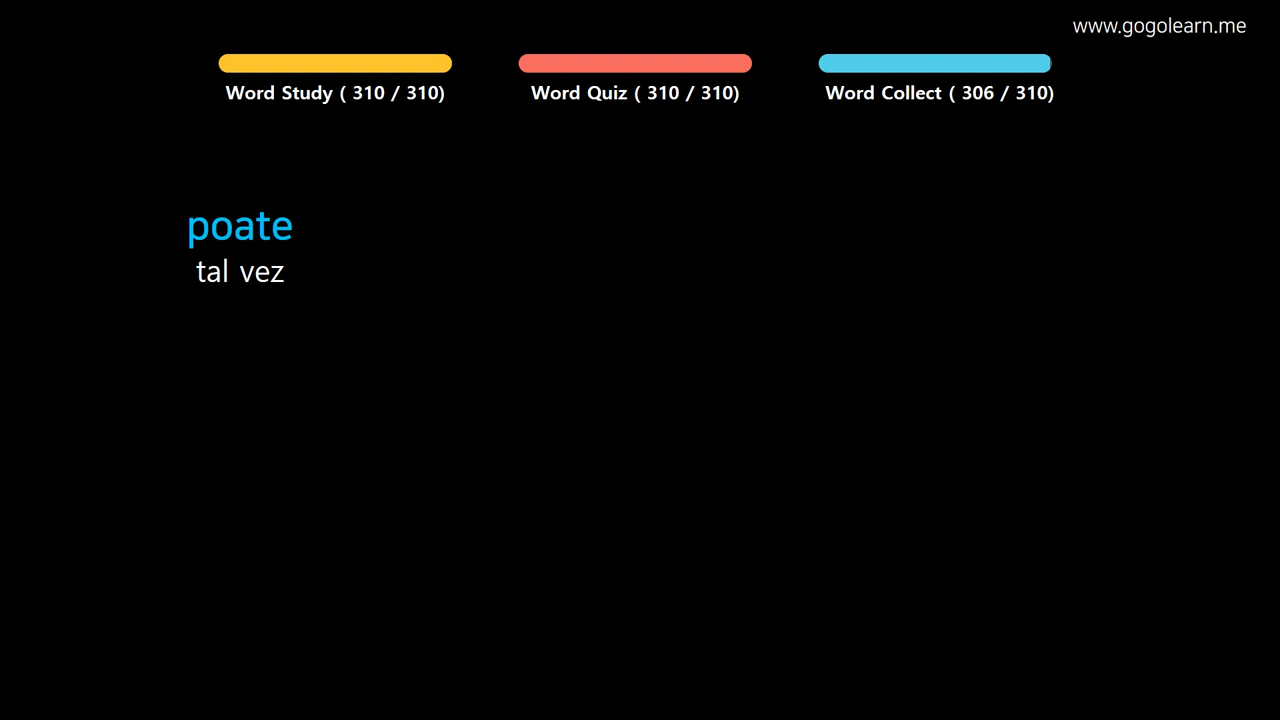 www.gogolearn.me
Word Study ( 310 / 310)
Word Quiz ( 310 / 310)
Word Collect ( 306 / 310)
poate
tal vez